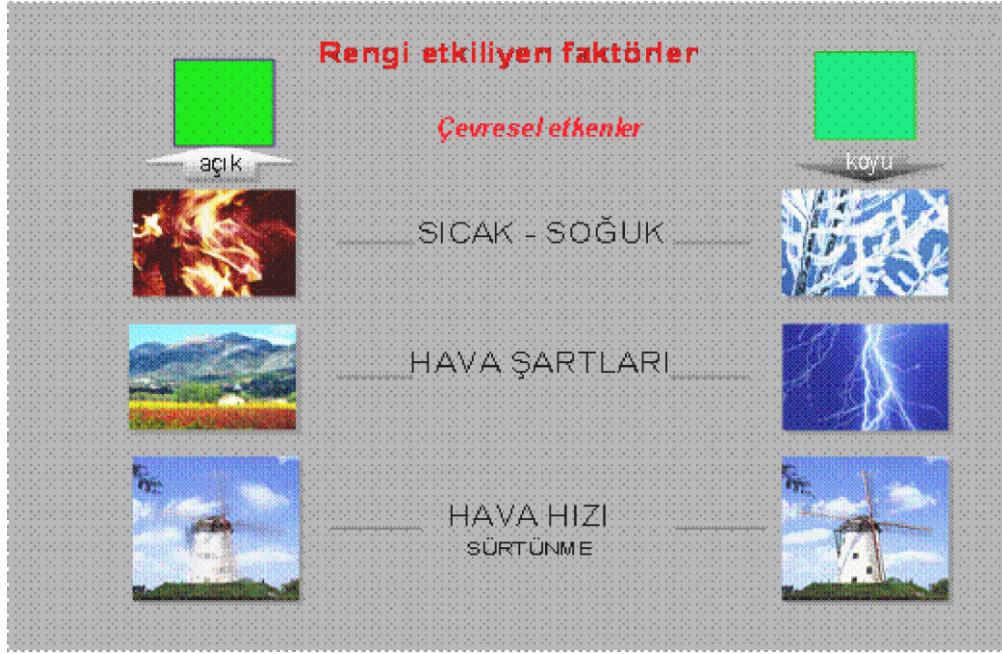 Rengi etkiliyen faktörler
Çevresel etkenler
açık
koyu
SICAK - SOĞUK
HAVA ŞARTLARI
HAVA HIZI
SÜRTÜNME